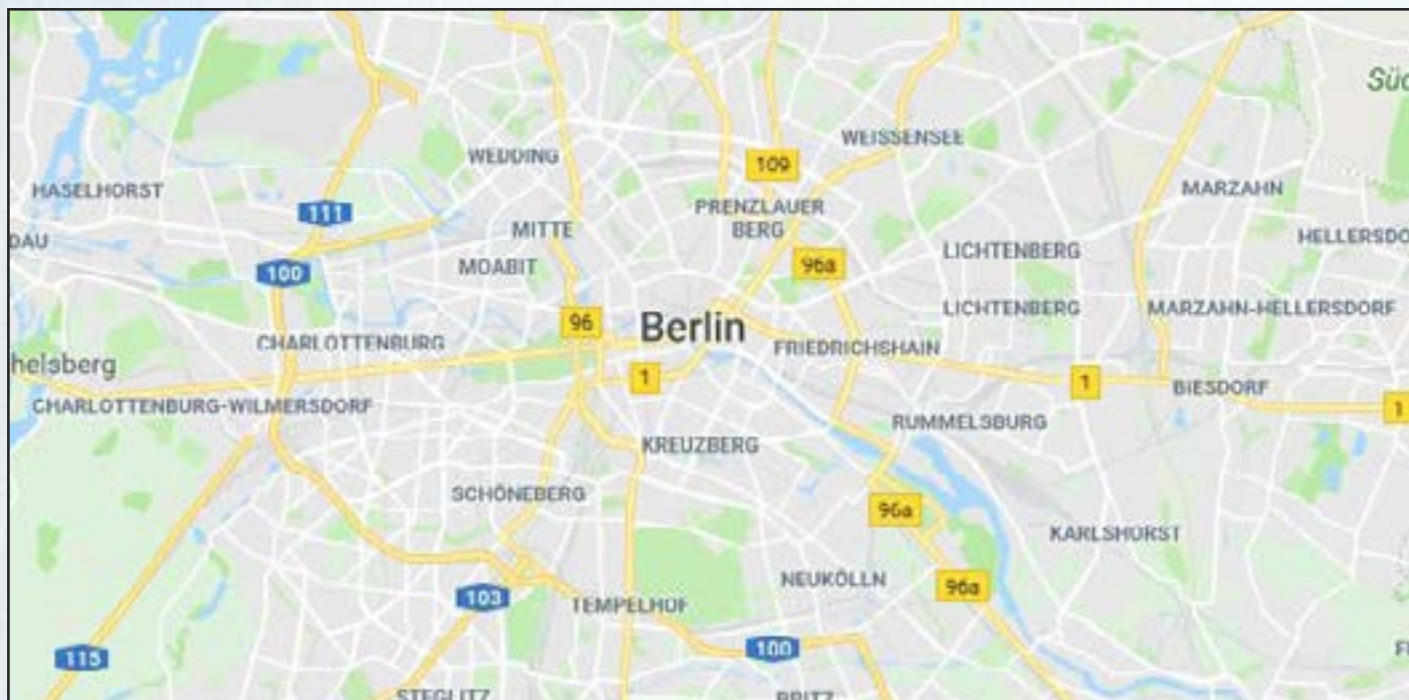 Süd
WEISSENSEE
WEDDING
109
MARZAHN
HASELHORST
PRENZLAUER
BERG
111
MITTE
HELLERSDO
DAU
LICHTENBERG
MOABIT
96a
100
LICHTENBERG
MARZAHN-HELLERSDORF
96
Berlin
CHARLOTTENBURG
FRIEDRICHSHAIN
helsberg
1
1
BIESDORF
CHARLOTTENBURG-WILMERSDORF
1
RUMMELSBURG
KREUZBERG
SCHÖNEBERG
96a
KARLSHORST
NEUKÖLLN
96a
103
TEMPELHOF
100
115
STEGLITZ
BRITZ